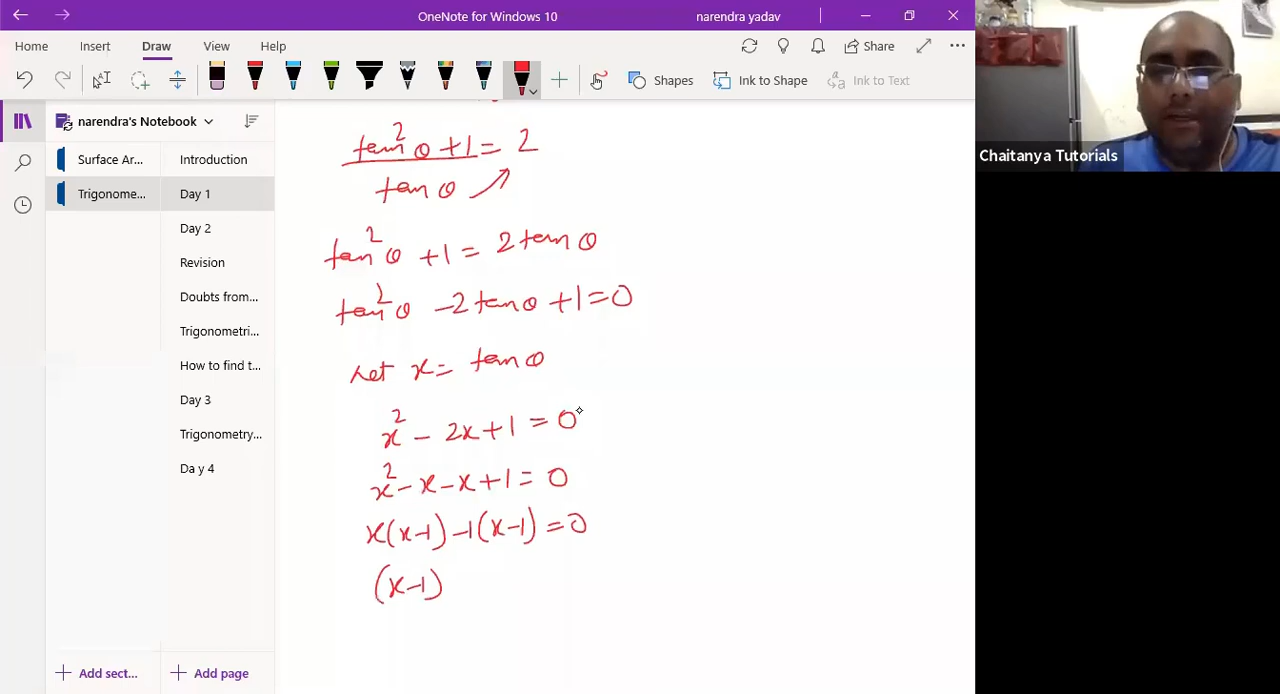 OneNote for Windows 10
narendra yadav
Home Insert Draw View Help
Share
Shapes
Ink to Shape
Ink to Text
narendra's Notebook
Surface Ar...
Trigonome...
Introduction
Day 1
Day 2
Revision
Doubts from...
Trigonometri...
How to find t...
Day 3
Trigonometry...
Da y 4
Add sect...
Add page
tan²θ + 1 = 2
tan θ
tan²θ + 1 = 2 tan θ
tan²θ - 2 tan θ + 1 = 0
Let x = tan θ
x² - 2x + 1 = 0
x² - x - x + 1 = 0
x(x-1) - 1(x-1) = 0
(x-1)
Chaitanya Tutorials